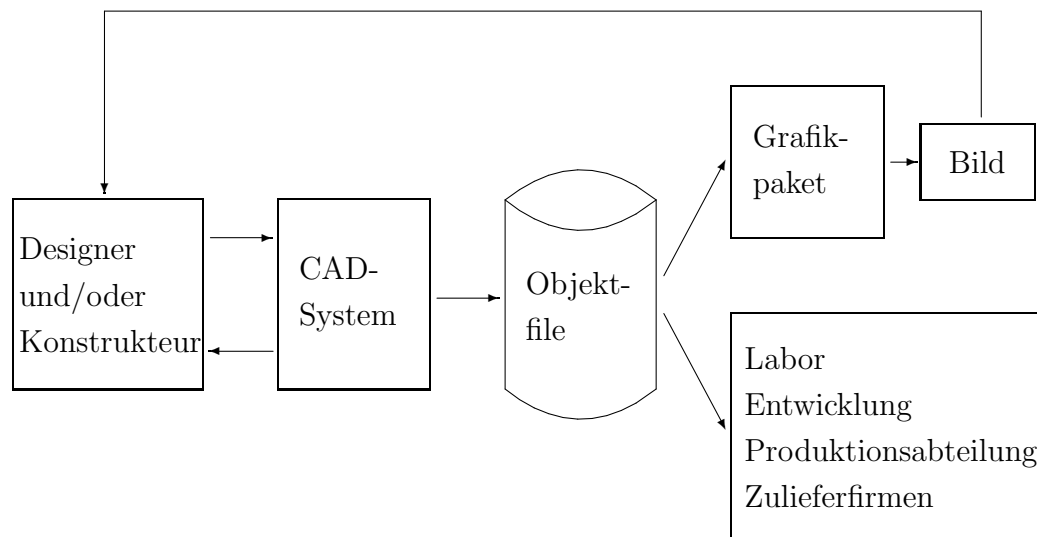 Designer
und/oder
Konstrukteur
CAD-
System
Objekt-
file
Grafik-
paket
Bild
Labor
Entwicklung
Produktionsabteilung
Zulieferfirmen